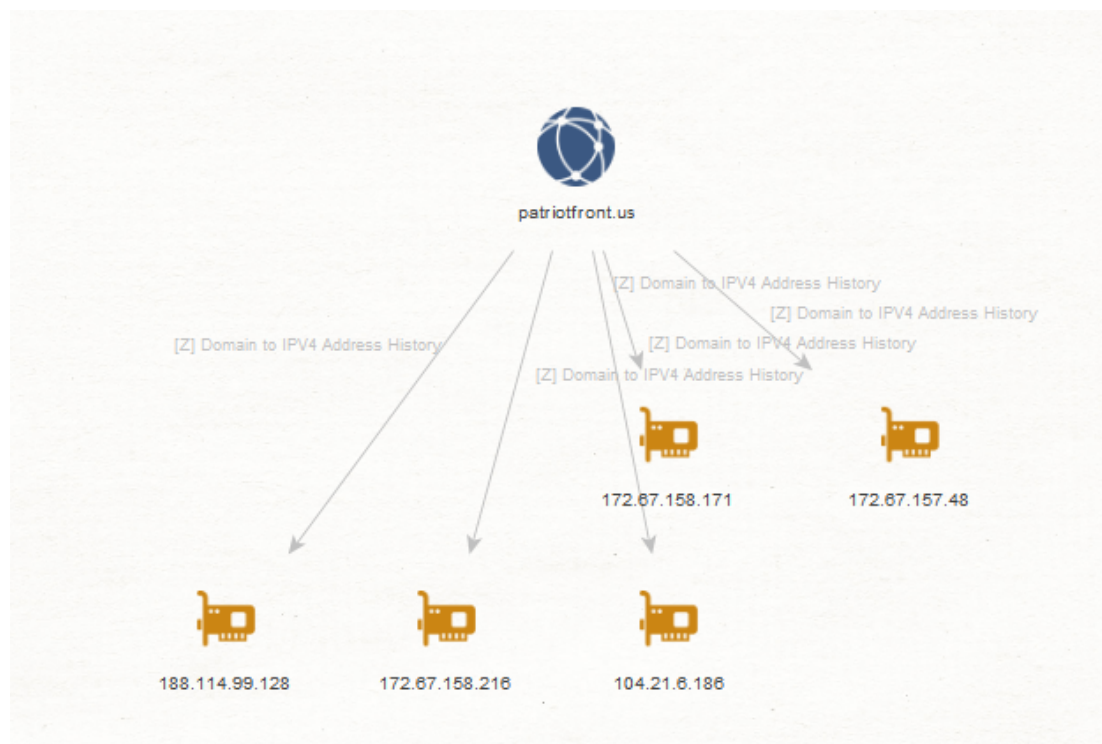 patriotfront.us
[Z] Domain to IPV4 Address History
[Z] Domain to IPV4 Address History
[Z] Domain to IPV4 Address History
[Z] Domain to IPV4 Address History
[Z] Domain to IPV4 Address History
172.67.158.171
172.67.157.48
188.114.99.128
172.67.158.216
104.21.6.186